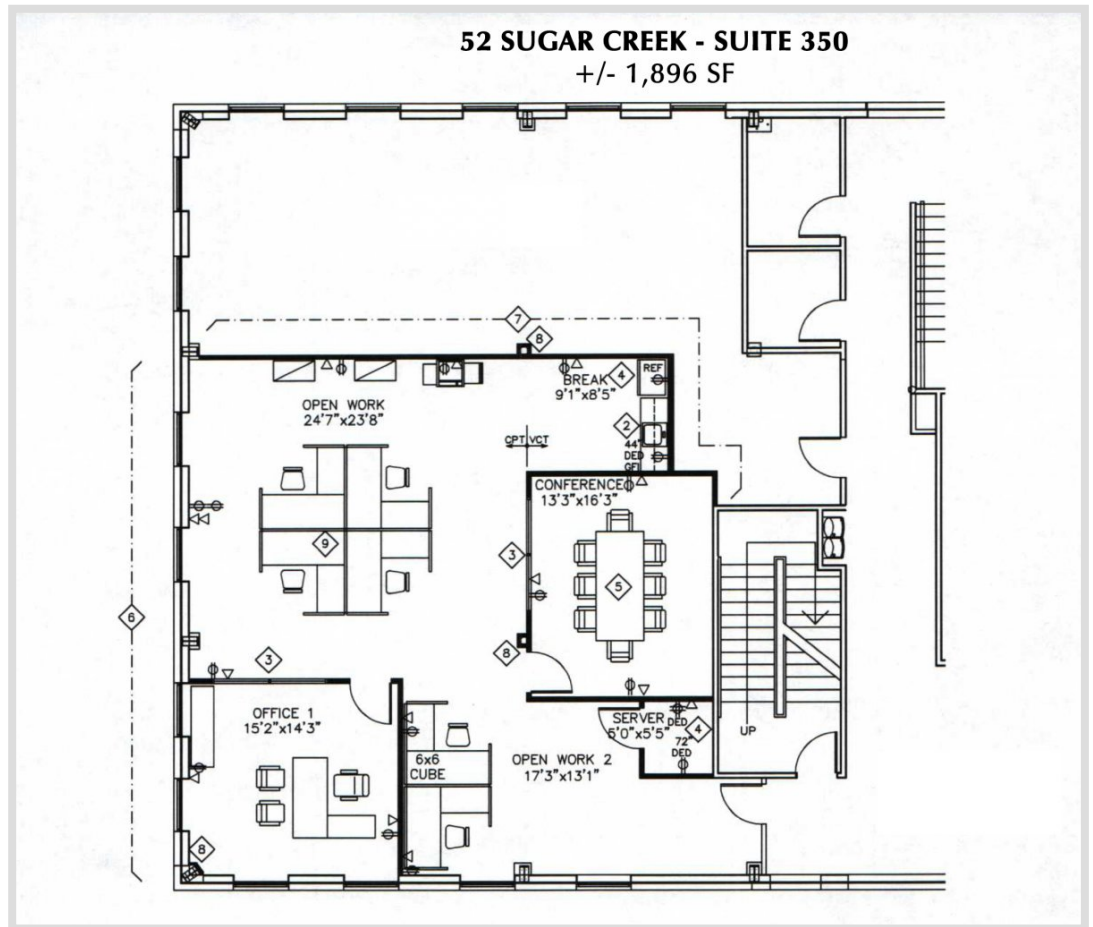 52 SUGAR CREEK - SUITE 350
+/- 1,896 SF
7
8
REF
4
BREAK
9'1"x8'5"
OPEN WORK
24'7"x23'8"
2
CPT VCT
44"
DED
GFI
CONFERENCE
13'3"x16'3"
9
3
5
6
8
3
OFFICE 1
15'2"x14'3"
SERVER
6'0"x5'5"
DED
4
72"
DED
UP
6x6
CUBE
OPEN WORK 2
17'3"x13'1"
8